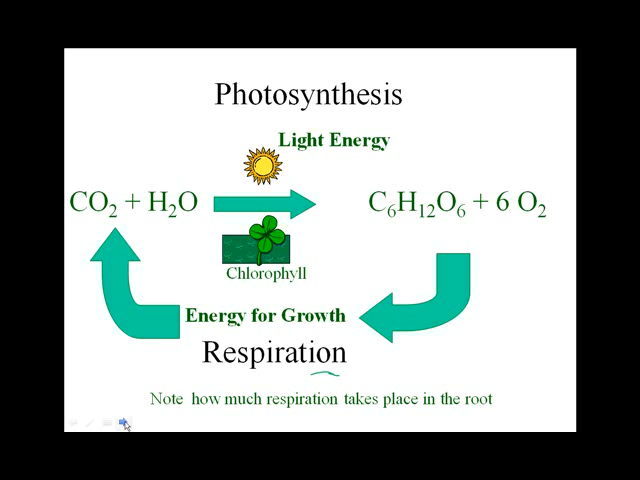 Photosynthesis
Light Energy
CO₂ + H₂O C₆H₁₂O₆ + 6 O₂
Chlorophyll
Energy for Growth
Respiration
Note how much respiration takes place in the root